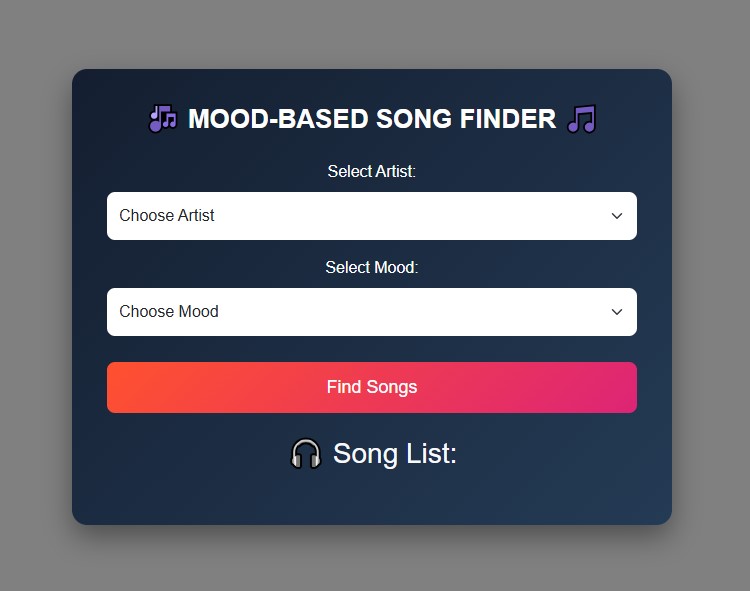 🎶 MOOD-BASED SONG FINDER 🎵
Select Artist:
Choose Artist
Select Mood:
Choose Mood
Find Songs
🎧 Song List: